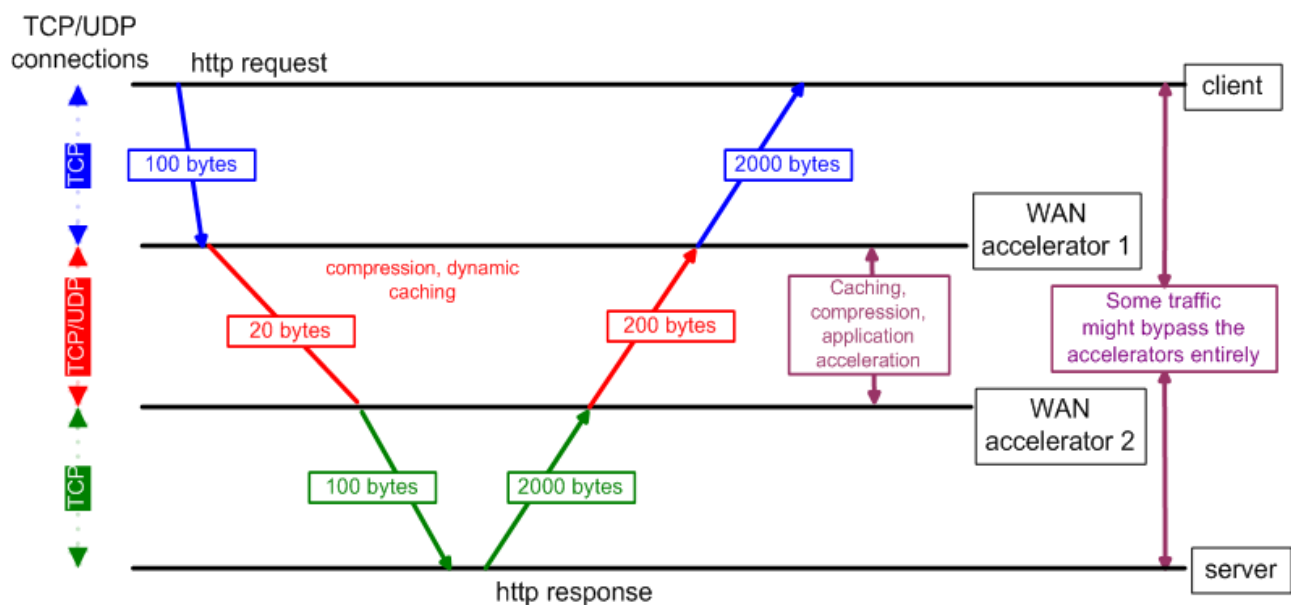 TCP/UDP
connections
http request
client
TCP
100 bytes
2000 bytes
WAN
accelerator 1
compression, dynamic
caching
TCP/UDP
20 bytes
200 bytes
Caching,
compression,
application
acceleration
Some traffic
might bypass the
accelerators entirely
WAN
accelerator 2
TCP
100 bytes
2000 bytes
server
http response